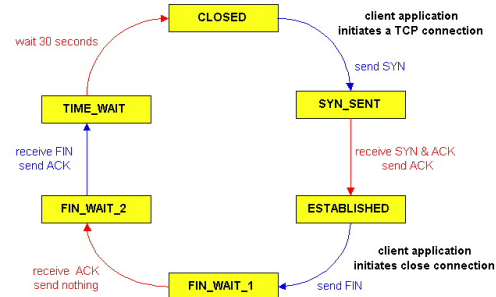 CLOSED
client application
initiates a TCP connection
wait 30 seconds
send SYN
TIME_WAIT
SYN_SENT
receive FIN
send ACK
receive SYN & ACK
send ACK
FIN_WAIT_2
ESTABLISHED
client application
initiates close connection
receive ACK
send nothing
FIN_WAIT_1
send FIN